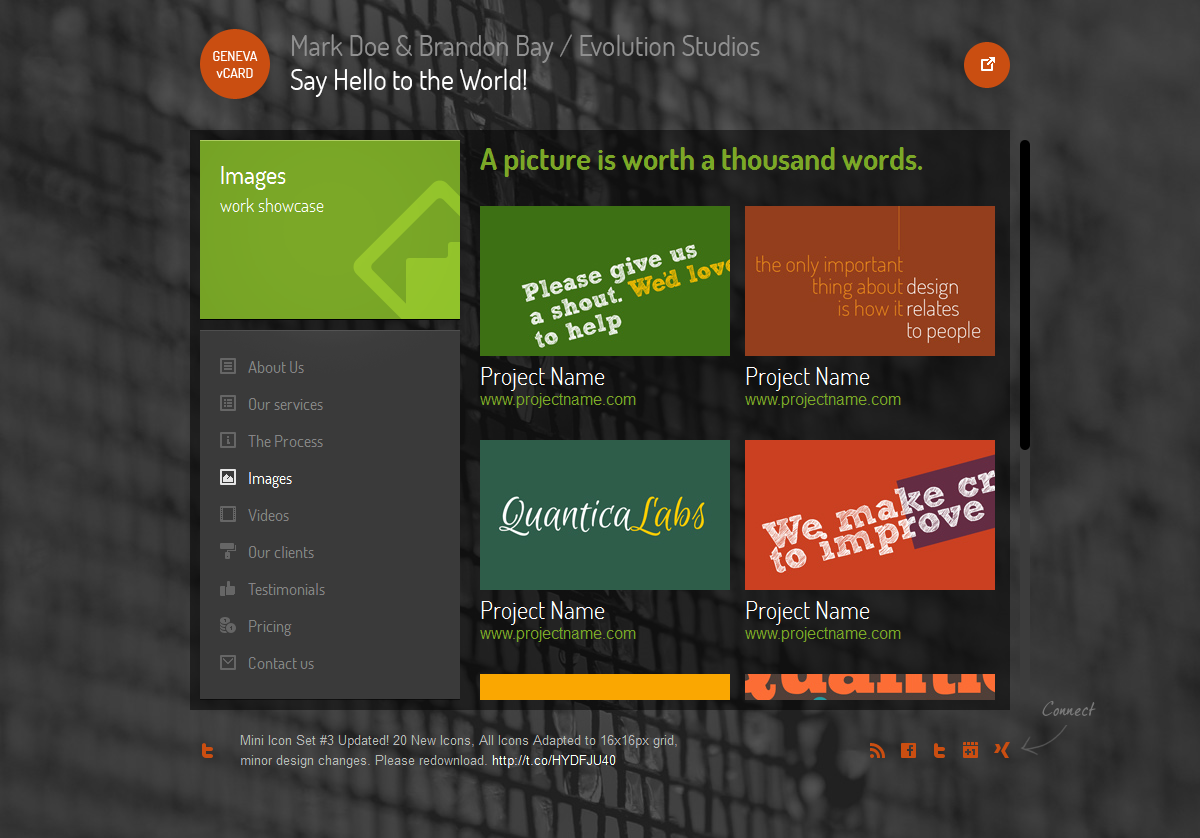 GENEVA
vCARD
Mark Doe & Brandon Bay / Evolution Studios
Say Hello to the World!
Images
work showcase
About Us
Our services
The Process
Images
Videos
Our clients
Testimonials
Pricing
Contact us
A picture is worth a thousand words.
Please give us
a shout. We'd love
to help
Project Name
www.projectname.com
the only important
thing about design
is how it relates
to people
Project Name
www.projectname.com
QuanticaLabs
Project Name
www.projectname.com
We make cr
to improve
Project Name
www.projectname.com
Connect
Mini Icon Set #3 Updated! 20 New Icons, All Icons Adapted to 16x16px grid,
minor design changes. Please redownload. http://t.co/HYDFJU40